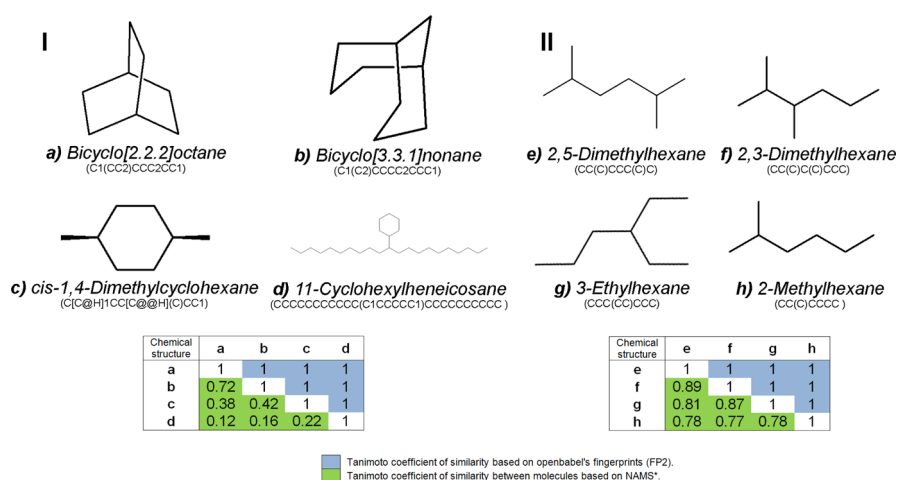 I
II
a) Bicyclo[2.2.2]octane
(C1(CC2)CCC2CC1)
b) Bicyclo[3.3.1]nonane
(C1(C2)CCCC2CCC1)
e) 2,5-Dimethylhexane
(CC(C)CCC(C)C)
f) 2,3-Dimethylhexane
(CC(C)C(C)CCC)
c) cis-1,4-Dimethylcyclohexane
(C[C@H]1CC[C@@H](C)CC1)
d) 11-Cyclohexylheneicosane
(CCCCCCCCCCC(C1CCCCC1)CCCCCCCCCC )
g) 3-Ethylhexane
(CCC(CC)CCC)
h) 2-Methylhexane
(CC(C)CCCC )
Chemical structure a b c d
a 1 1 1 1
b 0.72 1 1 1
c 0.38 0.42 1 1
d 0.12 0.16 0.22 1
Chemical structure e f g h
e 1 1 1 1
f 0.89 1 1 1
g 0.81 0.87 1 1
h 0.78 0.77 0.78 1
Tanimoto coefficient of similarity based on openbabel's fingerprints (FP2).
Tanimoto coefficient of similarity between molecules based on NAMS*.